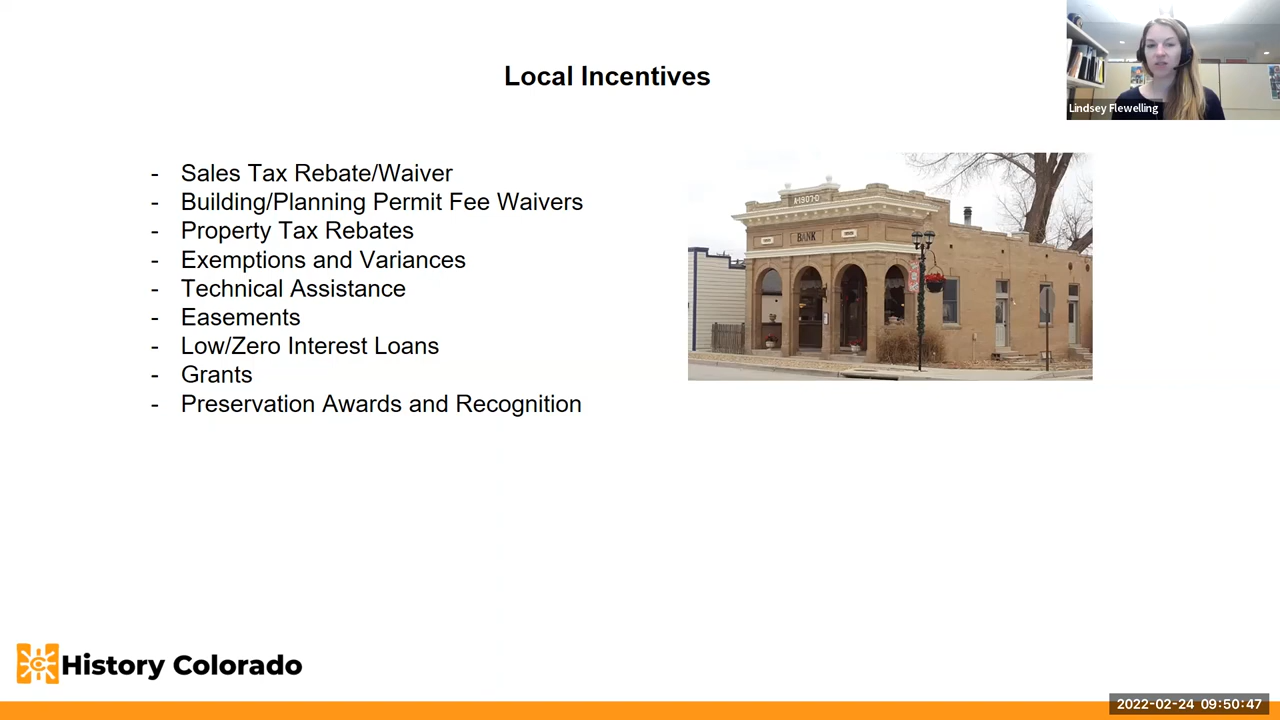 Local Incentives
Lindsey Flewelling
- Sales Tax Rebate/Waiver
- Building/Planning Permit Fee Waivers
- Property Tax Rebates
- Exemptions and Variances
- Technical Assistance
- Easements
- Low/Zero Interest Loans
- Grants
- Preservation Awards and Recognition
A·1907·D
BANK
History Colorado
2022-02-24 09:50:47